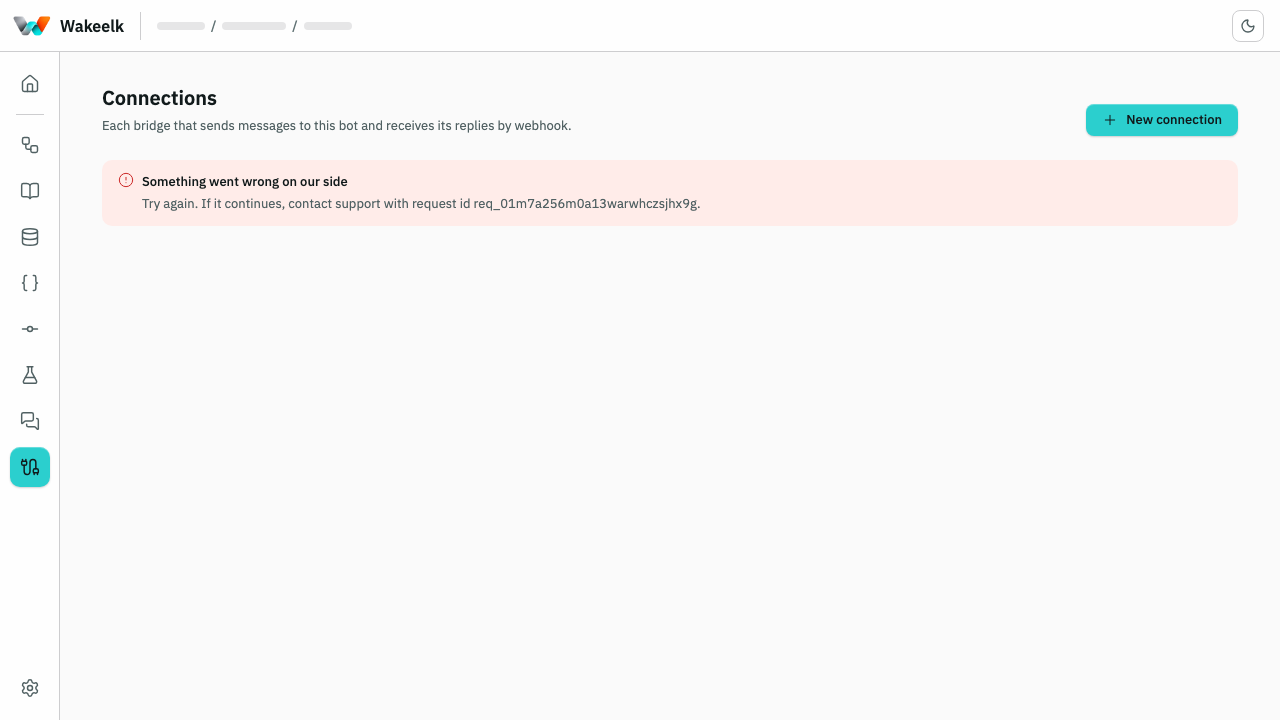 Wakeelk
/ /
Connections
Each bridge that sends messages to this bot and receives its replies by webhook.
New connection
Something went wrong on our side
Try again. If it continues, contact support with request id req_01m7a256m0a13warwhczsjhx9g.